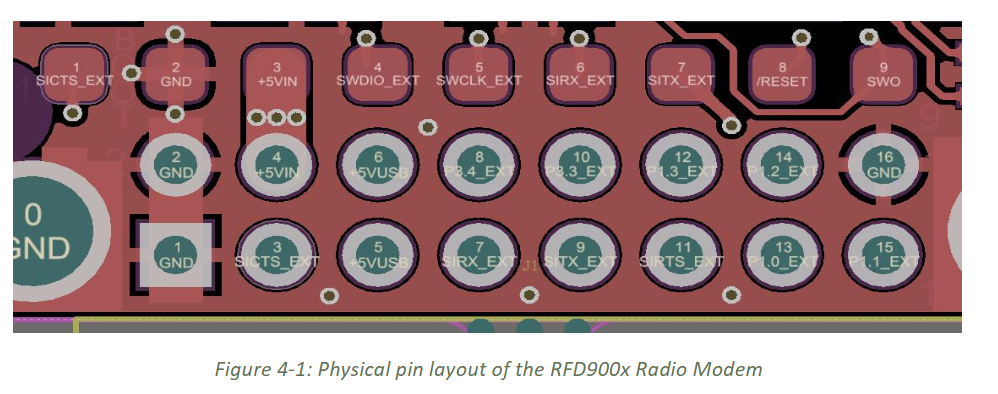 1 2 3 4 5 6 7 8 9
SICTS_EXT GND +5VIN SWDIO_EXT SWCLK_EXT SIRX_EXT SITX_EXT /RESET SWO
2 4 6 8 10 12 14 16
GND +5VIN +5VUSB P3.4_EXT P3.3_EXT P1.3_EXT P1.2_EXT GND
0
GND
1 3 5 7 9 11 13 15
GND SICTS_EXT +5VUSB SIRX_EXT SITX_EXT SIRTS_EXT P1.0_EXT P1.1_EXT
J1
Figure 4-1: Physical pin layout of the RFD900x Radio Modem